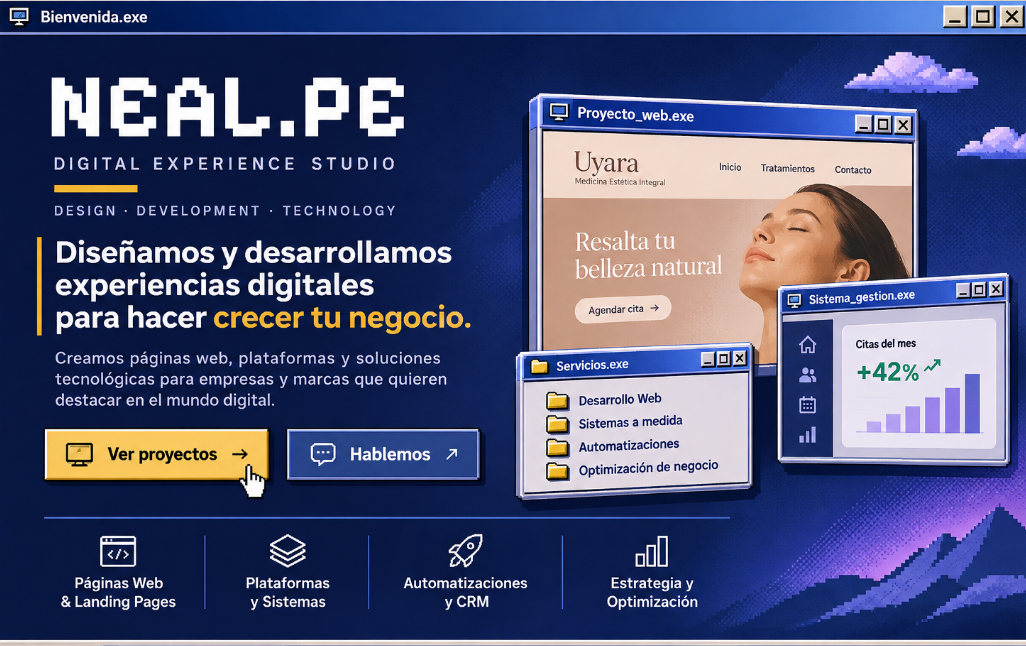 Bienvenida.exe
NEAL.PE
DIGITAL EXPERIENCE STUDIO
DESIGN · DEVELOPMENT · TECHNOLOGY
Diseñamos y desarrollamos
experiencias digitales
para hacer crecer tu negocio.
Creamos páginas web, plataformas y soluciones
tecnológicas para empresas y marcas que quieren
destacar en el mundo digital.
Ver proyectos →
Hablemos ↗
Proyecto_web.exe
Uyara
Medicina Estética Integral
Inicio Tratamientos Contacto
Resalta tu
belleza natural
Agendar cita →
Servicios.exe
Desarrollo Web
Sistemas a medida
Automatizaciones
Optimización de negocio
Sistema_gestion.exe
Citas del mes
+42%
</>
Páginas Web
& Landing Pages
Plataformas
y Sistemas
Automatizaciones
y CRM
Estrategia y
Optimización